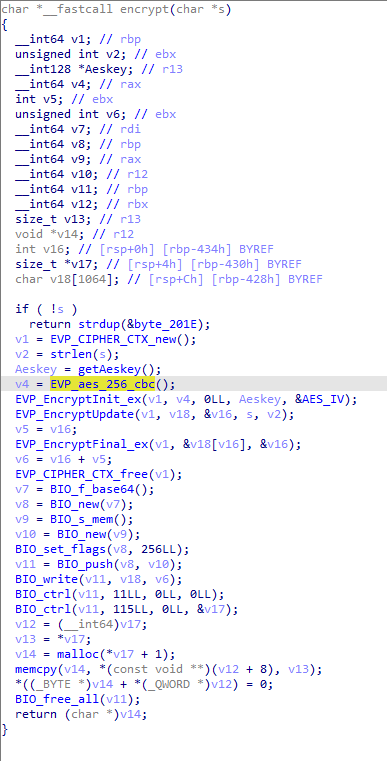 char *__fastcall encrypt(char *s)
{
  __int64 v1; // rbp
  unsigned int v2; // ebx
  __int128 *Aeskey; // r13
  __int64 v4; // rax
  int v5; // ebx
  unsigned int v6; // ebx
  __int64 v7; // rdi
  __int64 v8; // rbp
  __int64 v9; // rax
  __int64 v10; // r12
  __int64 v11; // rbp
  __int64 v12; // rbx
  size_t v13; // r13
  void *v14; // r12
  int v16; // [rsp+0h] [rbp-434h] BYREF
  size_t *v17; // [rsp+4h] [rbp-430h] BYREF
  char v18[1064]; // [rsp+Ch] [rbp-428h] BYREF

  if ( !s )
    return strdup(&byte_201E);
  v1 = EVP_CIPHER_CTX_new();
  v2 = strlen(s);
  Aeskey = getAeskey();
  v4 = EVP_aes_256_cbc();
  EVP_EncryptInit_ex(v1, v4, 0LL, Aeskey, &AES_IV);
  EVP_EncryptUpdate(v1, v18, &v16, s, v2);
  v5 = v16;
  EVP_EncryptFinal_ex(v1, &v18[v16], &v16);
  v6 = v16 + v5;
  EVP_CIPHER_CTX_free(v1);
  v7 = BIO_f_base64();
  v8 = BIO_new(v7);
  v9 = BIO_s_mem();
  v10 = BIO_new(v9);
  BIO_set_flags(v8, 256LL);
  v11 = BIO_push(v8, v10);
  BIO_write(v11, v18, v6);
  BIO_ctrl(v11, 11LL, 0LL, 0LL);
  BIO_ctrl(v11, 115LL, 0LL, &v17);
  v12 = (__int64)v17;
  v13 = *v17;
  v14 = malloc(*v17 + 1);
  memcpy(v14, *(const void **)(v12 + 8), v13);
  *((_BYTE *)v14 + *(_QWORD *)v12) = 0;
  BIO_free_all(v11);
  return (char *)v14;
}